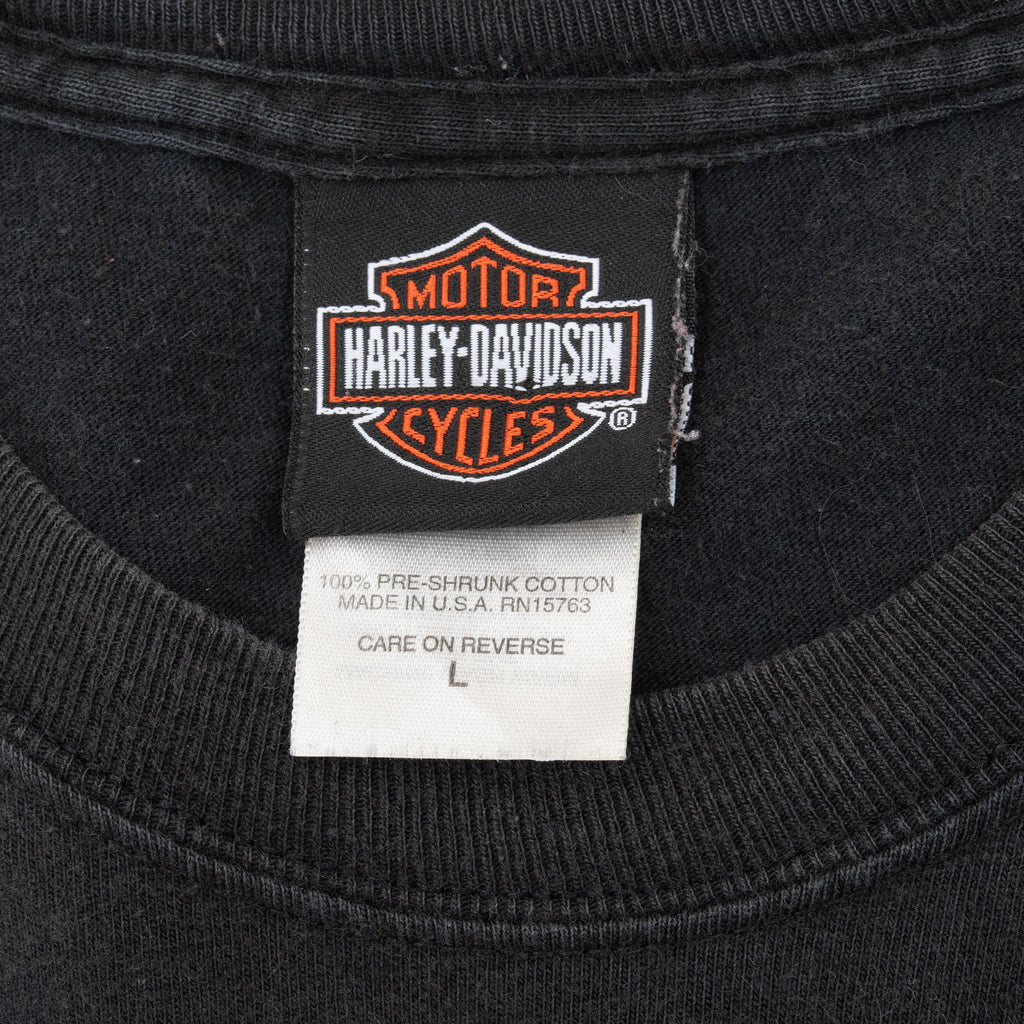 MOTOR
HARLEY-DAVIDSON
CYCLES
®
100% PRE-SHRUNK COTTON
MADE IN U.S.A. RN15763
CARE ON REVERSE
L